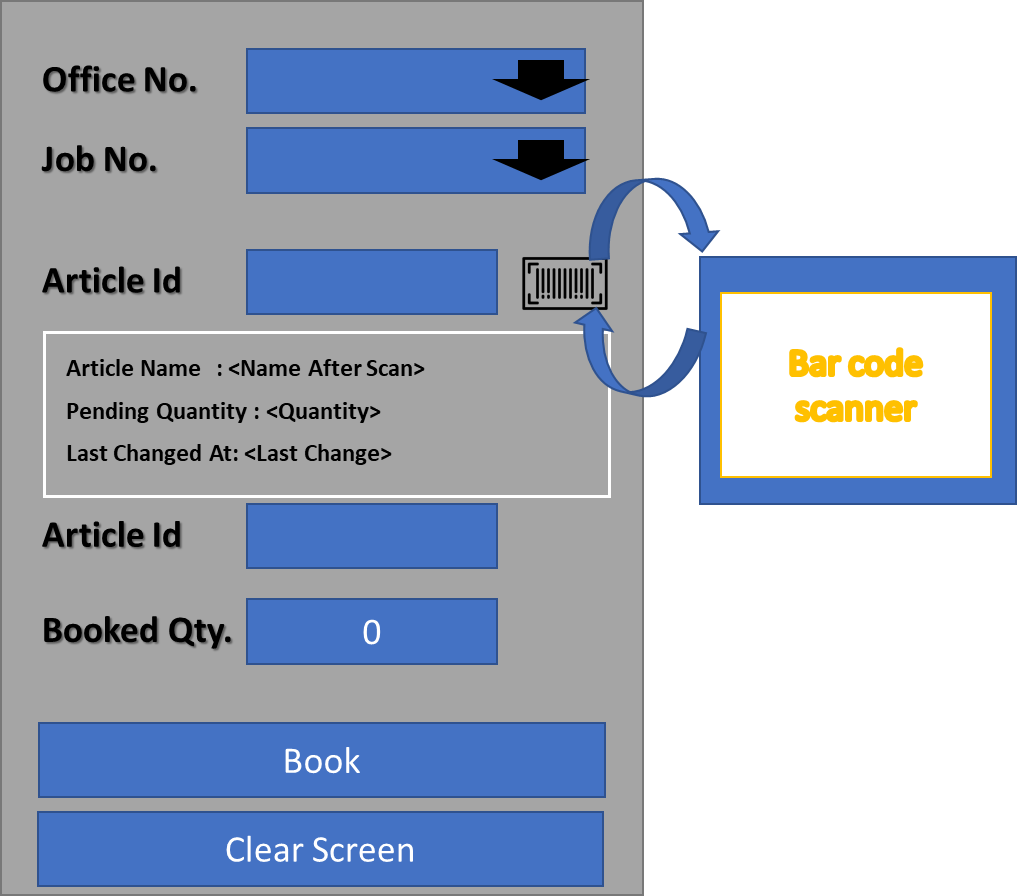 Office No.
Job No.
Article Id
Article Name : <Name After Scan>
Pending Quantity : <Quantity>
Last Changed At: <Last Change>
Bar code
scanner
Article Id
Booked Qty. 0
Book
Clear Screen